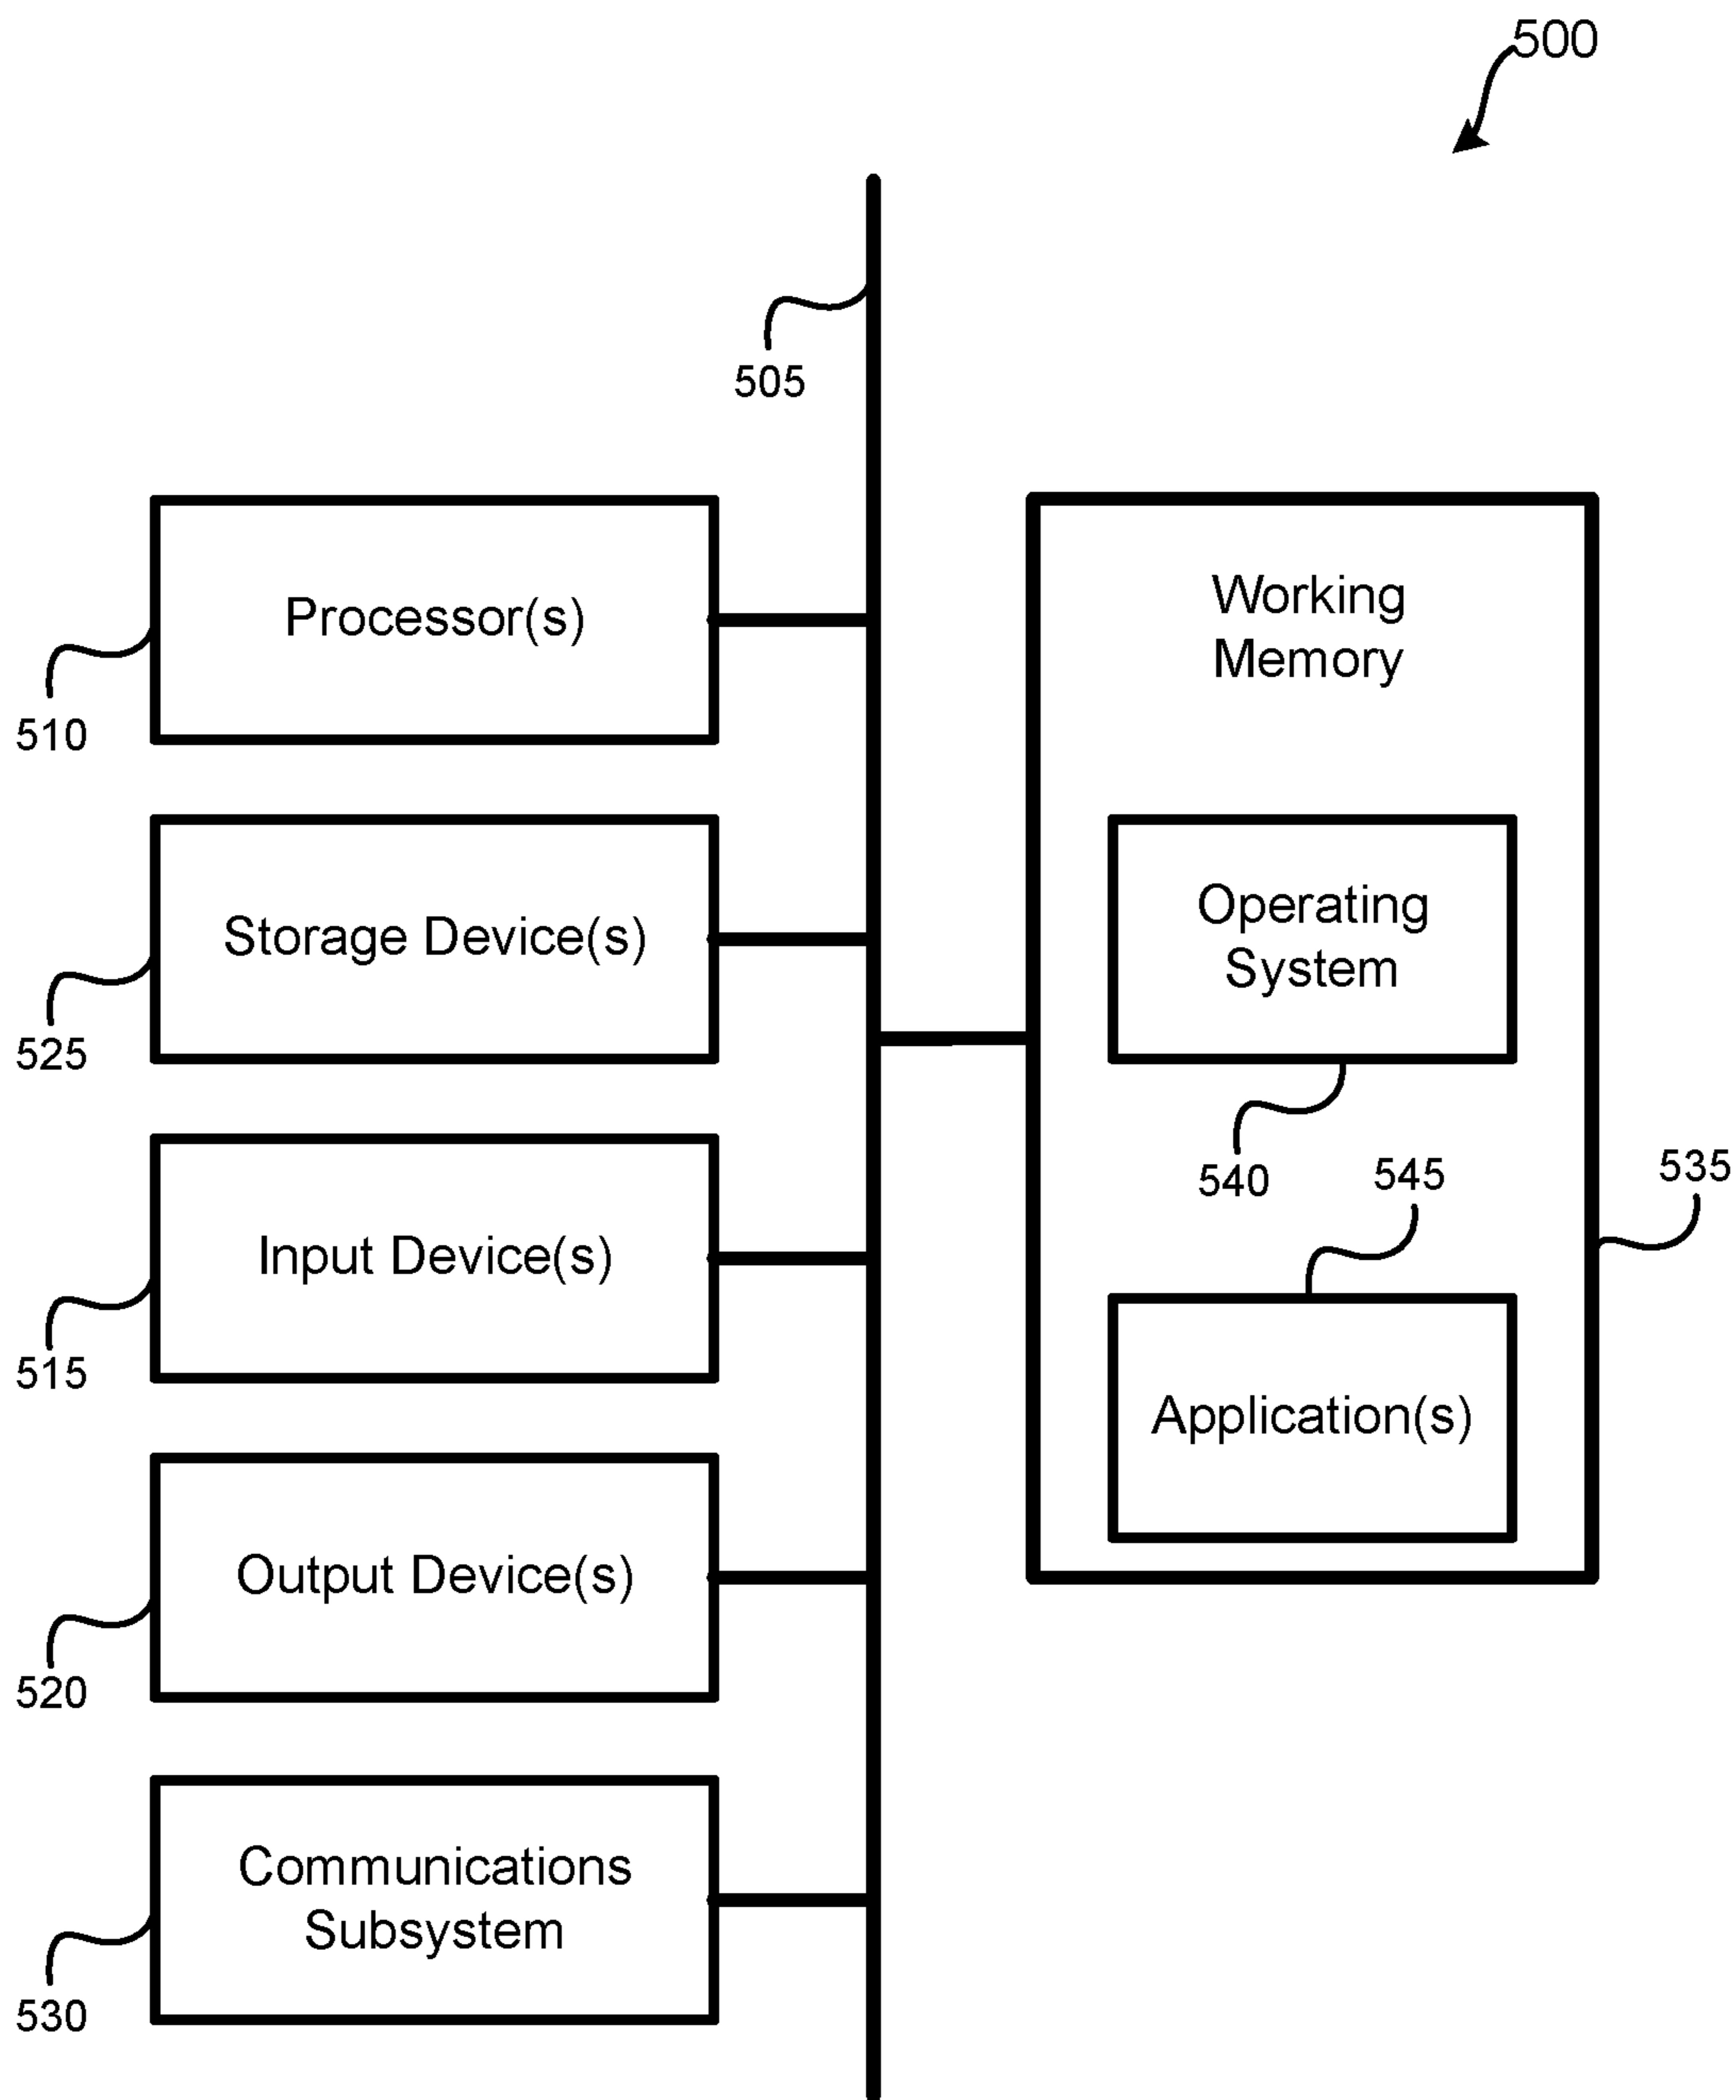 500
505
Processor(s)
510
Storage Device(s)
525
Input Device(s)
515
Output Device(s)
520
Communications
Subsystem
530
Working
Memory
Operating
System
540
545
535
Application(s)